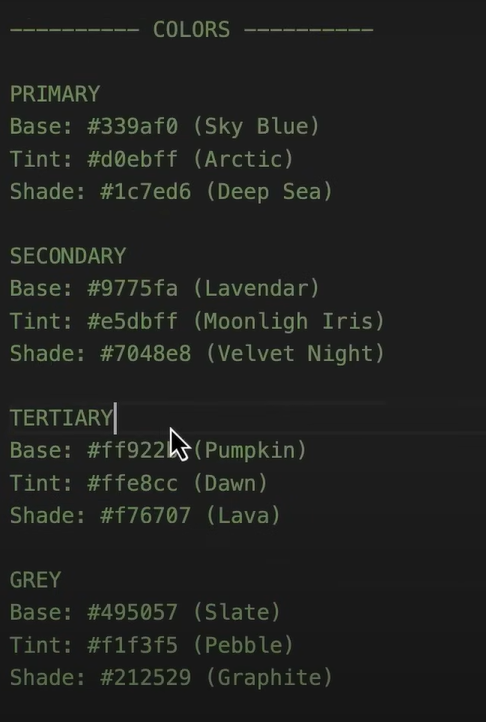 ---------- COLORS ----------
PRIMARY
Base: #339af0 (Sky Blue)
Tint: #d0ebff (Arctic)
Shade: #1c7ed6 (Deep Sea)
SECONDARY
Base: #9775fa (Lavendar)
Tint: #e5dbff (Moonligh Iris)
Shade: #7048e8 (Velvet Night)
TERTIARY
Base: (Pumpkin)
Tint: #ffe8cc (Dawn)
Shade: #f76707 (Lava)
GREY
Base: #495057 (Slate)
Tint: #f1f3f5 (Pebble)
Shade: #212529 (Graphite)